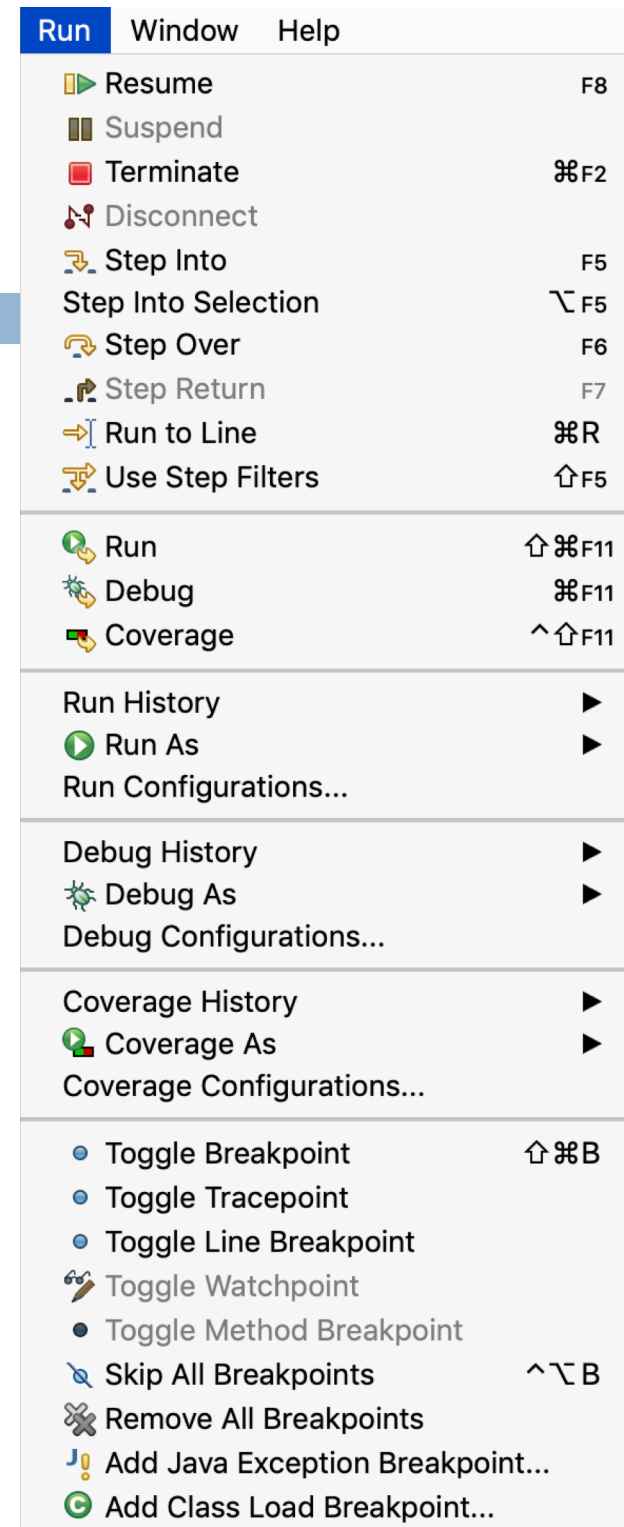 Run Window Help
Resume F8
Suspend
Terminate ⌘F2
Disconnect
Step Into F5
Step Into Selection ⌥F5
Step Over F6
Step Return F7
Run to Line ⌘R
Use Step Filters ⇧F5
Run ⇧⌘F11
Debug ⌘F11
Coverage ^⇧F11
Run History ▶
Run As ▶
Run Configurations...
Debug History ▶
Debug As ▶
Debug Configurations...
Coverage History ▶
Coverage As ▶
Coverage Configurations...
Toggle Breakpoint ⇧⌘B
Toggle Tracepoint
Toggle Line Breakpoint
Toggle Watchpoint
Toggle Method Breakpoint
Skip All Breakpoints ^⌥B
Remove All Breakpoints
Add Java Exception Breakpoint...
Add Class Load Breakpoint...